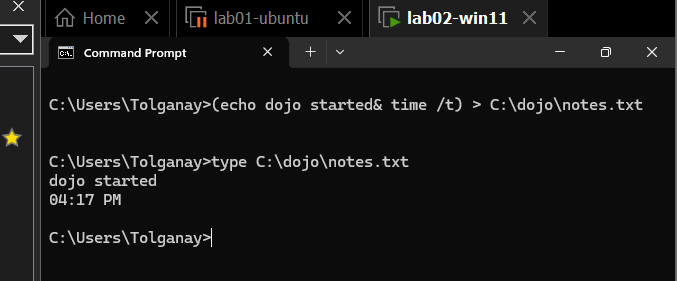 Home
lab01-ubuntu
lab02-win11
Command Prompt
C:\Users\Tolganay>(echo dojo started& time /t) > C:\dojo\notes.txt
C:\Users\Tolganay>type C:\dojo\notes.txt
dojo started
04:17 PM
C:\Users\Tolganay>